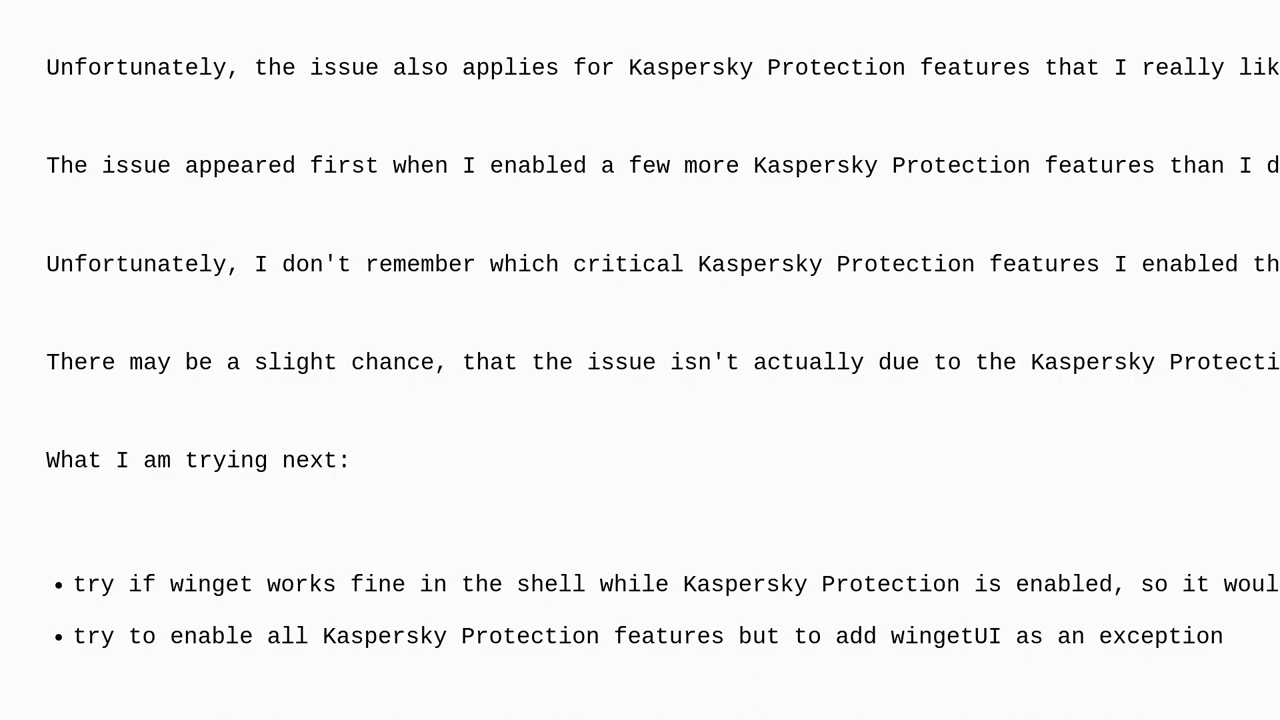 Unfortunately, the issue also applies for Kaspersky Protection features that I really lik
The issue appeared first when I enabled a few more Kaspersky Protection features than I d
Unfortunately, I don't remember which critical Kaspersky Protection features I enabled th
There may be a slight chance, that the issue isn't actually due to the Kaspersky Protecti
What I am trying next:
• try if winget works fine in the shell while Kaspersky Protection is enabled, so it woul
• try to enable all Kaspersky Protection features but to add wingetUI as an exception